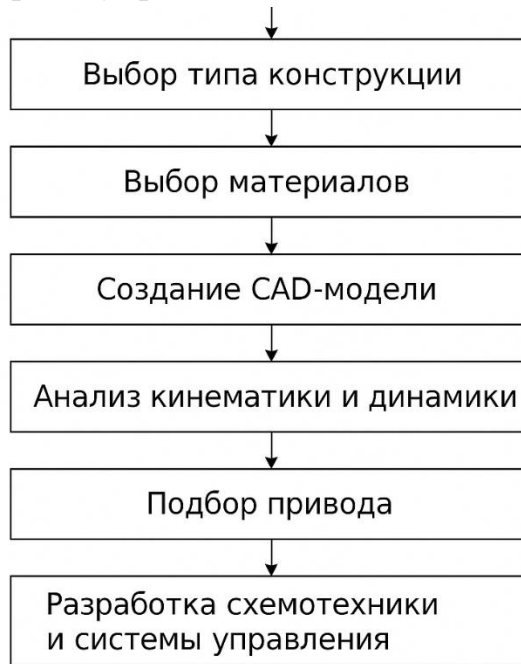 Выбор типа конструкции
Выбор материалов
Создание CAD-модели
Анализ кинематики и динамики
Подбор привода
Разработка схемотехники
и системы управления